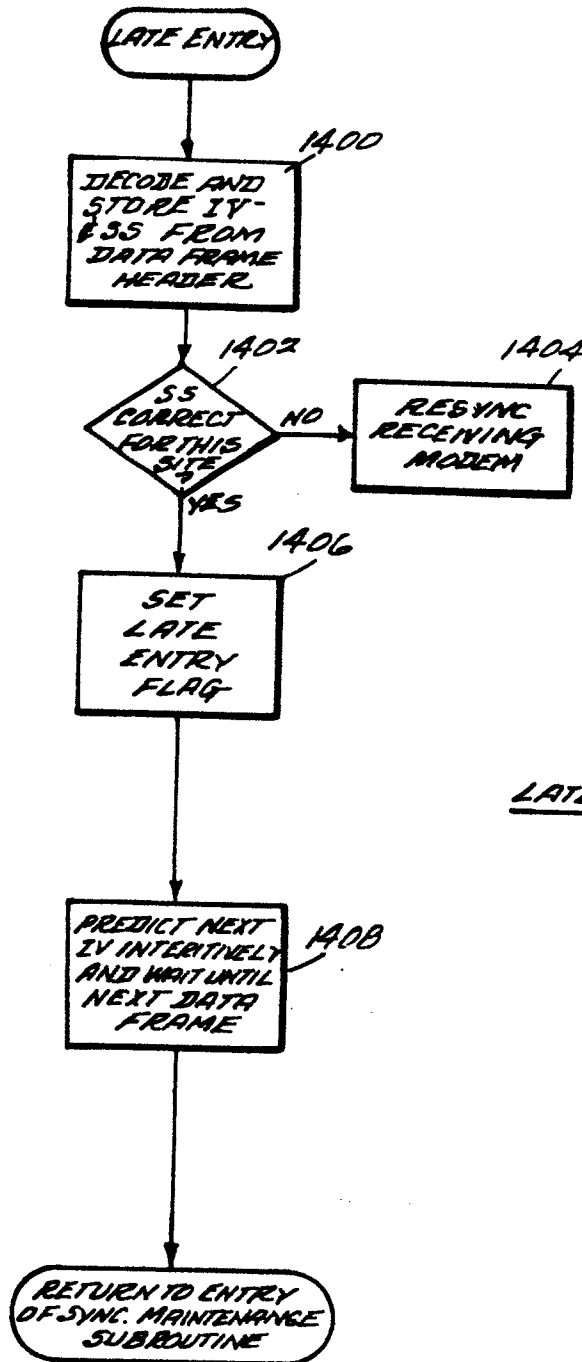 LATE ENTRY
1400
DECODE AND
STORE IV
& SS FROM
DATA FRAME
HEADER
1402
SS
CORRECT
FOR THIS
SITE
?
NO
1404
RESYNC
RECEIVING
MODEM
YES
1406
SET
LATE
ENTRY
FLAG
LATE
1408
PREDICT NEXT
IV INTERITIVELY
AND WAIT UNTIL
NEXT DATA
FRAME
RETURN TO ENTRY
OF SYNC. MAINTENANCE
SUBROUTINE